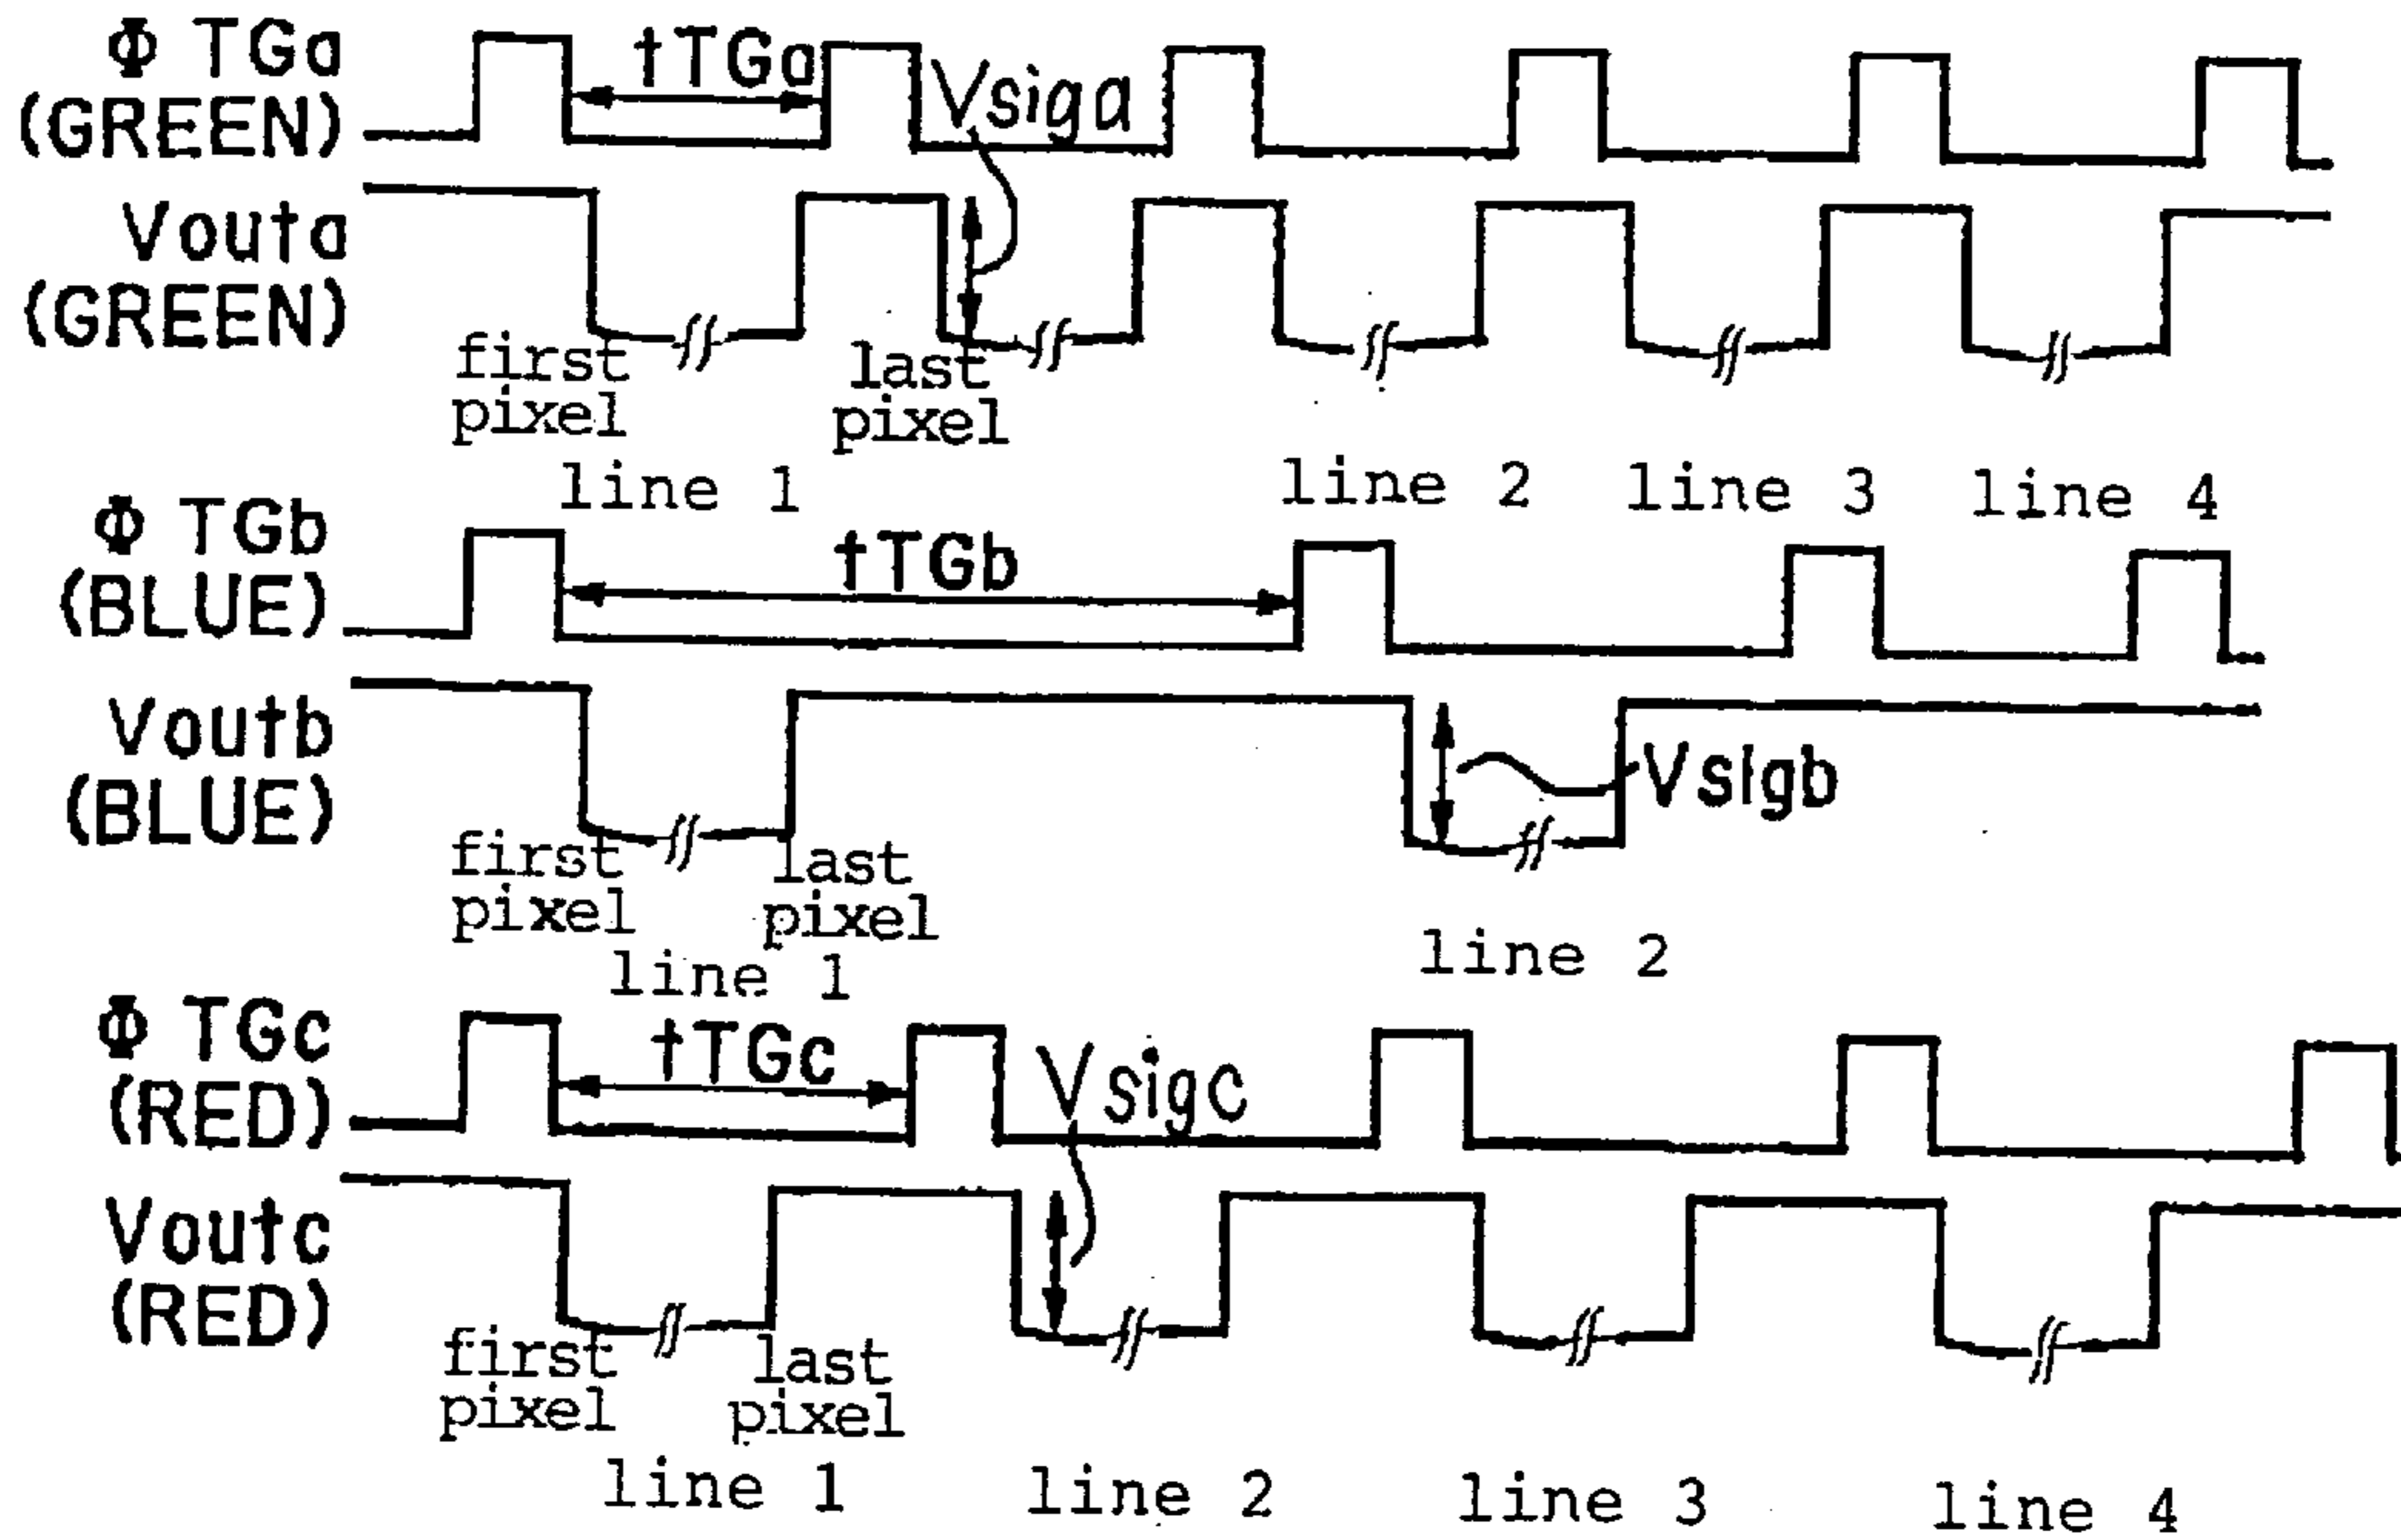 Φ TGa
tTGa
(GREEN)
Vsiga
Vouta
(GREEN)
first
pixel
last
pixel
line 1
line 2
line 3
line 4
Φ TGb
tTGb
(BLUE)
Voutb
(BLUE)
Vsigb
first
pixel
last
pixel
line 1
line 2
Φ TGc
tTGc
(RED)
VsigC
Voutc
(RED)
first
pixel
last
pixel
line 1
line 2
line 3
line 4